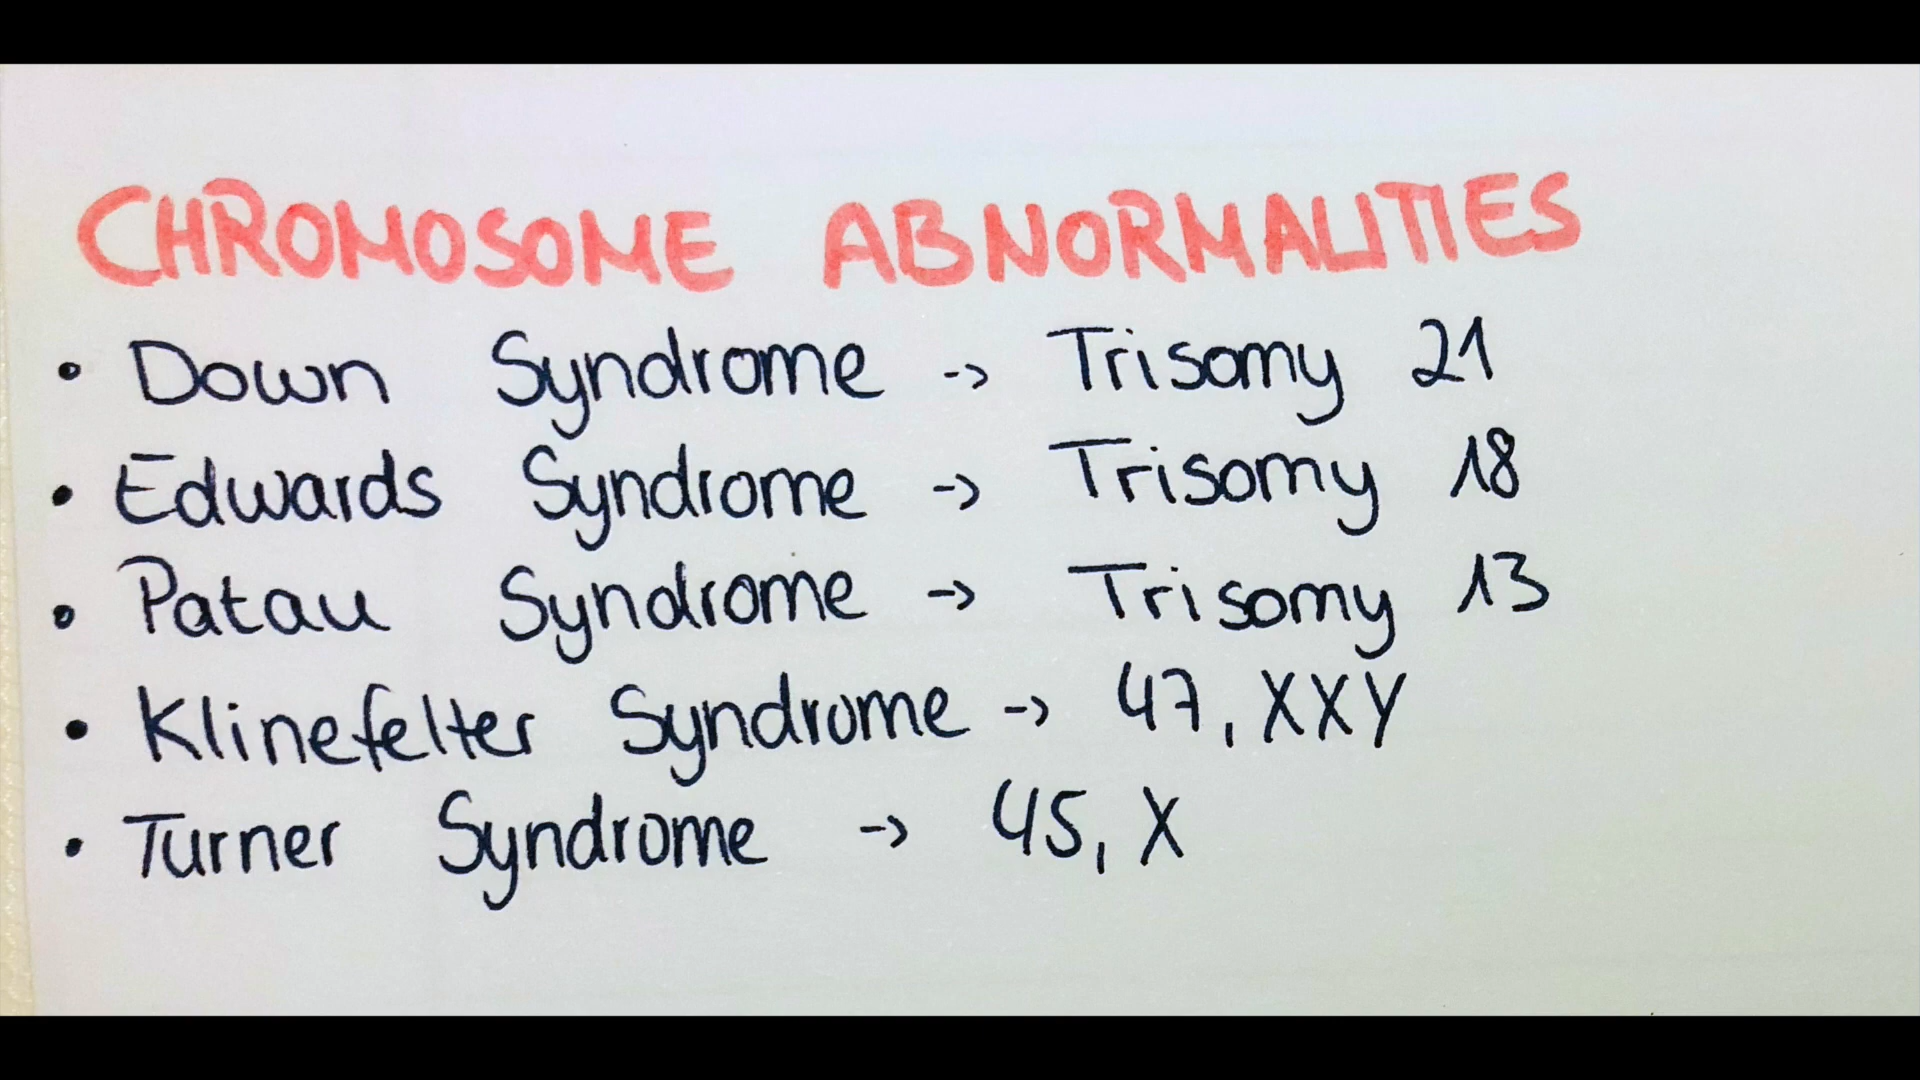 CHROMOSOME ABNORMALITIES
• Down Syndrome -> Trisomy 21
• Edwards Syndrome -> Trisomy 18
• Patau Syndrome -> Trisomy 13
• Klinefelter Syndrome -> 47, XXY
• Turner Syndrome -> 45, X